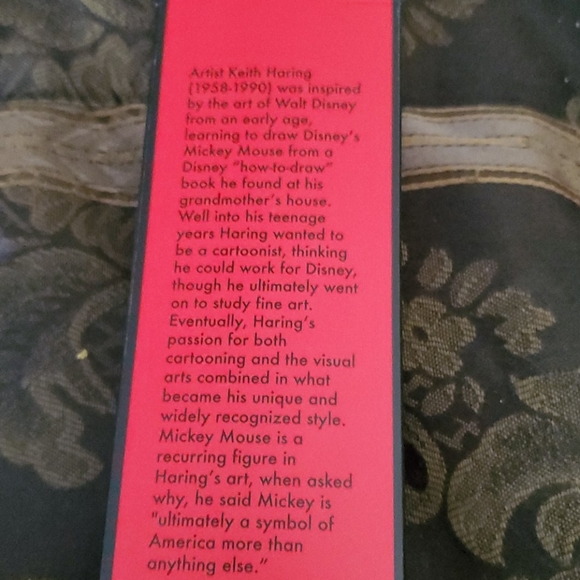 Artist Keith Haring
(1958-1990) was inspired
by the art of Walt Disney
from an early age,
learning to draw Disney's
Mickey Mouse from a
Disney "how-to-draw"
book he found at his
grandmother's house.
Well into his teenage
years Haring wanted to
be a cartoonist, thinking
he could work for Disney,
though he ultimately went
on to study fine art.
Eventually, Haring's
passion for both
cartooning and the visual
arts combined in what
became his unique and
widely recognized style.
Mickey Mouse is a
recurring figure in
Haring's art, when asked
why, he said Mickey is
"ultimately a symbol of
America more than
anything else."